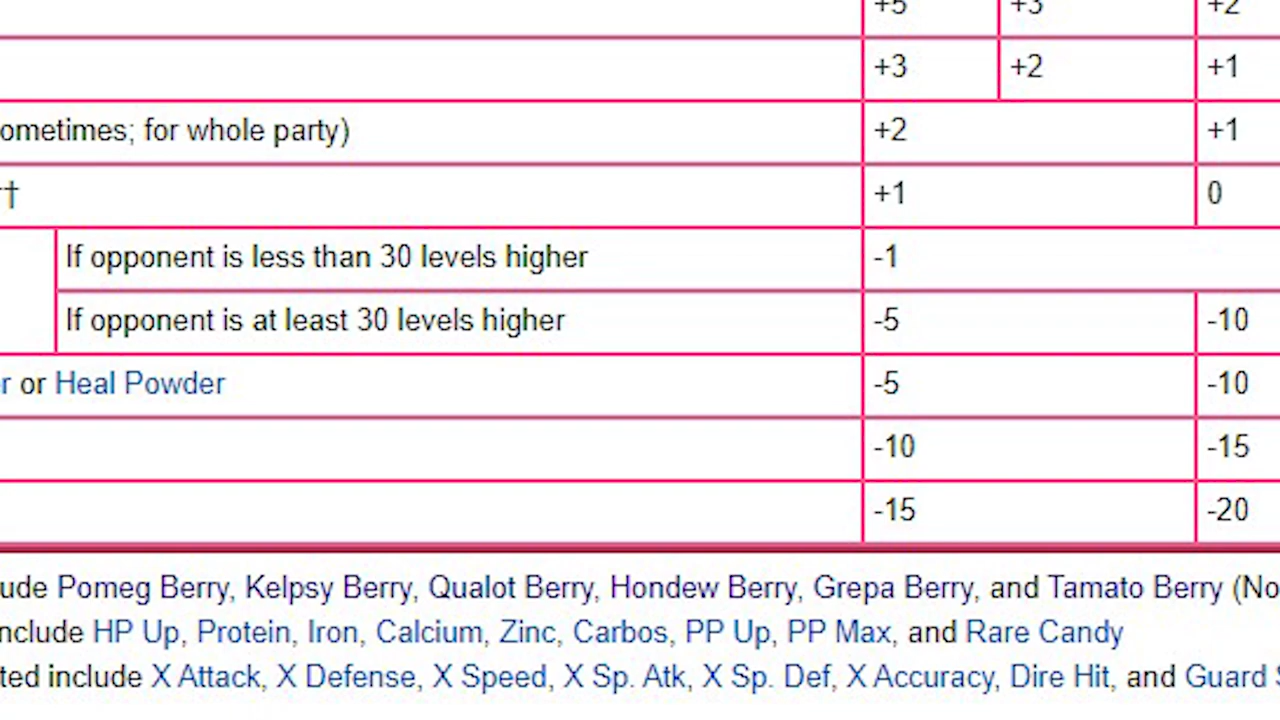 +5 +3 +2
+3 +2 +1
ometimes; for whole party) +2 +1
† +1 0
If opponent is less than 30 levels higher -1
If opponent is at least 30 levels higher -5 -10
r or Heal Powder -5 -10
-10 -15
-15 -20
ude Pomeg Berry, Kelpsy Berry, Qualot Berry, Hondew Berry, Grepa Berry, and Tamato Berry (No
nclude HP Up, Protein, Iron, Calcium, Zinc, Carbos, PP Up, PP Max, and Rare Candy
ted include X Attack, X Defense, X Speed, X Sp. Atk, X Sp. Def, X Accuracy, Dire Hit, and Guard